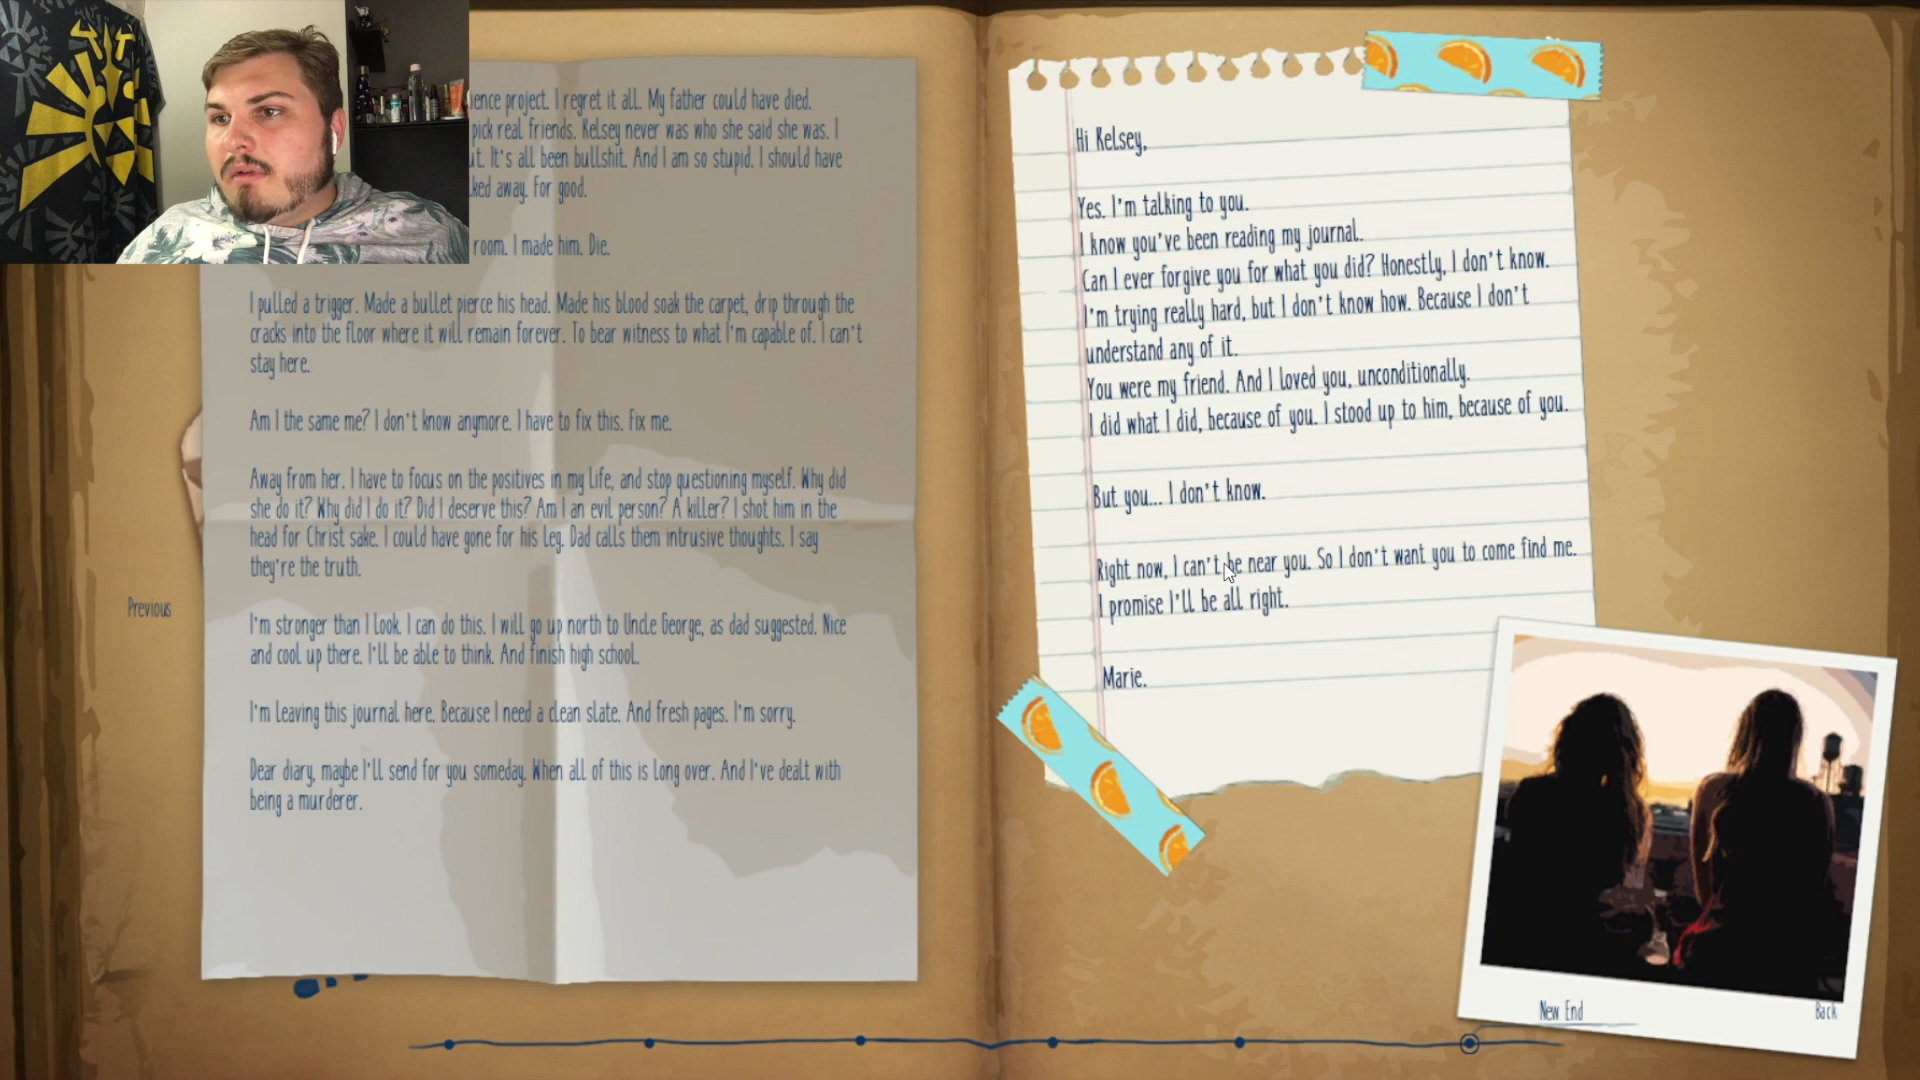 ience project. I regret it all. My father could have died.
pick real friends. Kelsey never was who she said she was. I
ut. It's all been bullshit. And I am so stupid. I should have
ked away. For good.
room. I made him. Die.
I pulled a trigger. Made a bullet pierce his head. Made his blood soak the carpet, drip through the
cracks into the floor where it will remain forever. To bear witness to what I'm capable of. I can't
stay here.
Am I the same me? I don't know anymore. I have to fix this. Fix me.
Away from her. I have to focus on the positives in my life, and stop questioning myself. Why did
she do it? Why did I do it? Did I deserve this? Am I an evil person? A killer? I shot him in the
head for Christ sake. I could have gone for his leg. Dad calls them intrusive thoughts. I say
they're the truth.
I'm stronger than I look. I can do this. I will go up north to Uncle George, as dad suggested. Nice
and cool up there. I'll be able to think. And finish high school.
I'm leaving this journal here. Because I need a clean slate. And fresh pages. I'm sorry.
Dear diary, maybe I'll send for you someday. When all of this is long over. And I've dealt with
being a murderer.
Previous
Hi Kelsey,
Yes. I'm talking to you.
I know you've been reading my journal.
Can I ever forgive you for what you did? Honestly, I don't know.
I'm trying really hard, but I don't know how. Because I don't
understand any of it.
You were my friend. And I loved you, unconditionally.
I did what I did, because of you. I stood up to him, because of you.
But you... I don't know.
Right now, I can't be near you. So I don't want you to come find me.
I promise I'll be all right.
Marie.
New End
Back